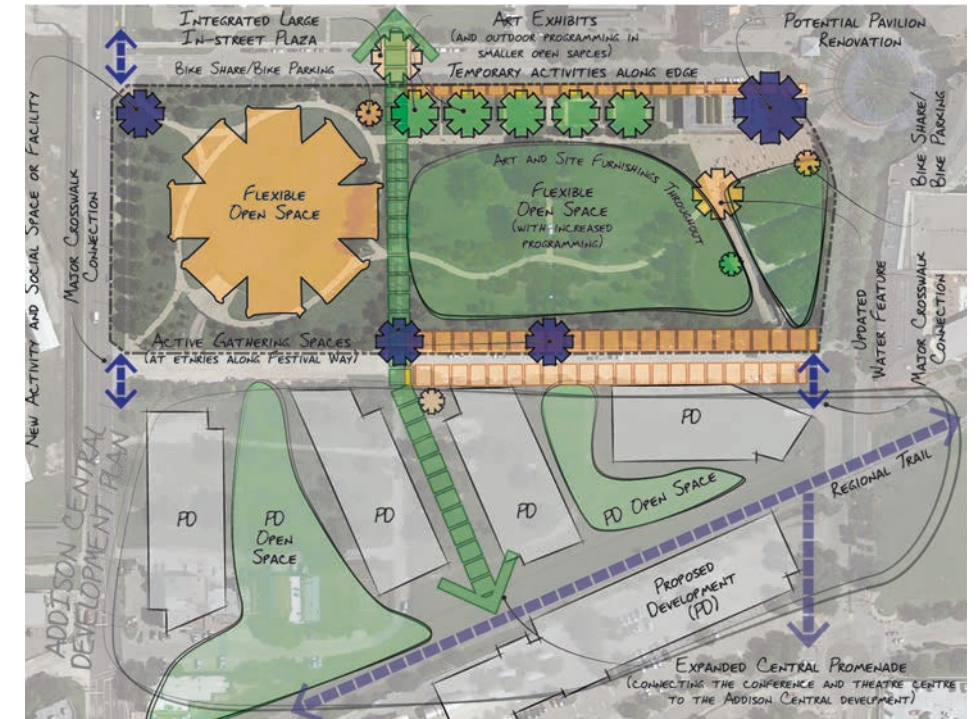 Integrated Large
In-street Plaza
Art Exhibits
(and outdoor programming in
smaller open sapces)
Potential Pavilion
Renovation
Bike Share/Bike Parking
Temporary activities along edge
New Activity and Social Space or Facility
Major Crosswalk
Connection
Flexible
Open Space
Art and Site Furnishings Throughout
Flexible
Open Space
(with increased
programming)
Bike Share/
Bike Parking
Updated
Water Feature
Major Crosswalk
Connection
Active Gathering Spaces
(at etnries along Festival Way)
Addison Central
Development Plan
PD
PD
Open
Space
PD
PD
PD
PD Open Space
Regional Trail
Proposed
Development
(PD)
Expanded Central Promenade
(connecting the conference and theatre centre
to the Addison Central develpment)